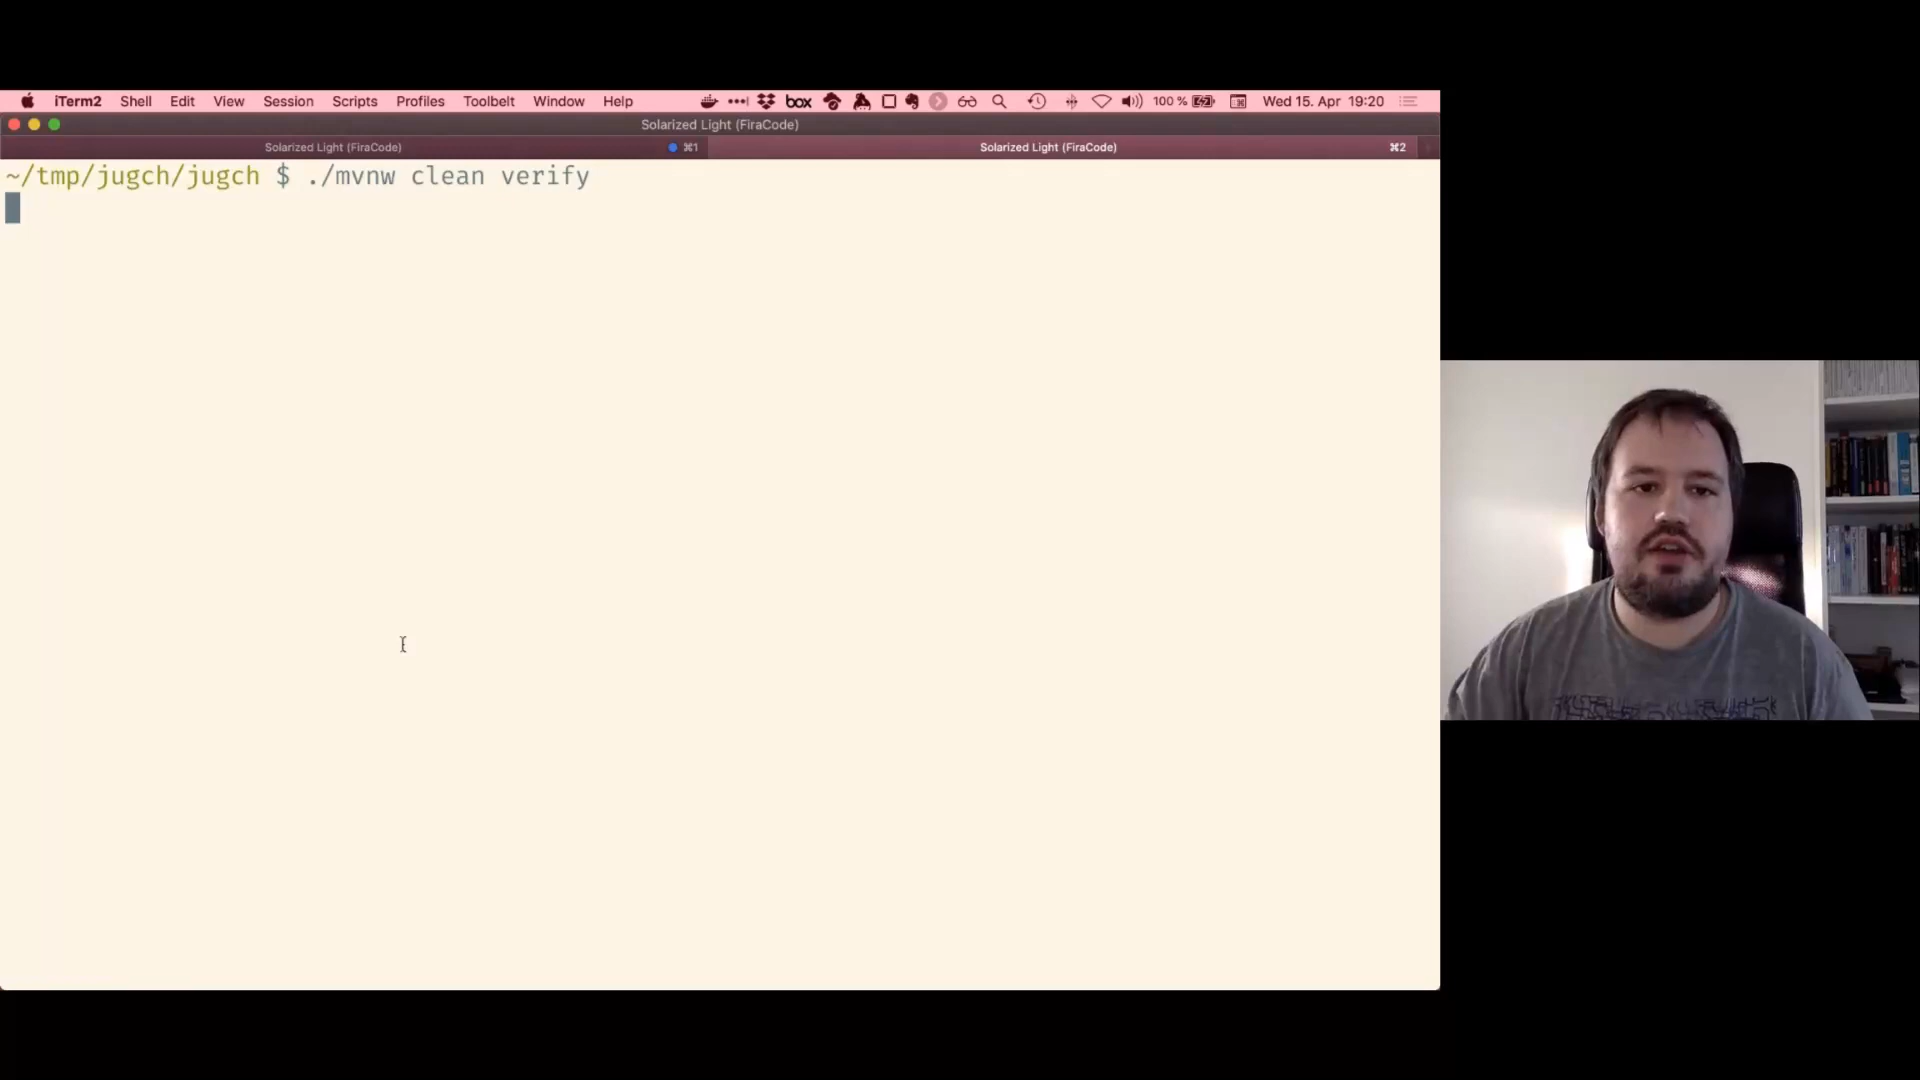 iTerm2 Shell Edit View Session Scripts Profiles Toolbelt Window Help box 100 % Wed 15. Apr 19:20
Solarized Light (FiraCode)
Solarized Light (FiraCode) ⌘1 Solarized Light (FiraCode) ⌘2
~/tmp/jugch/jugch $ ./mvnw clean verify